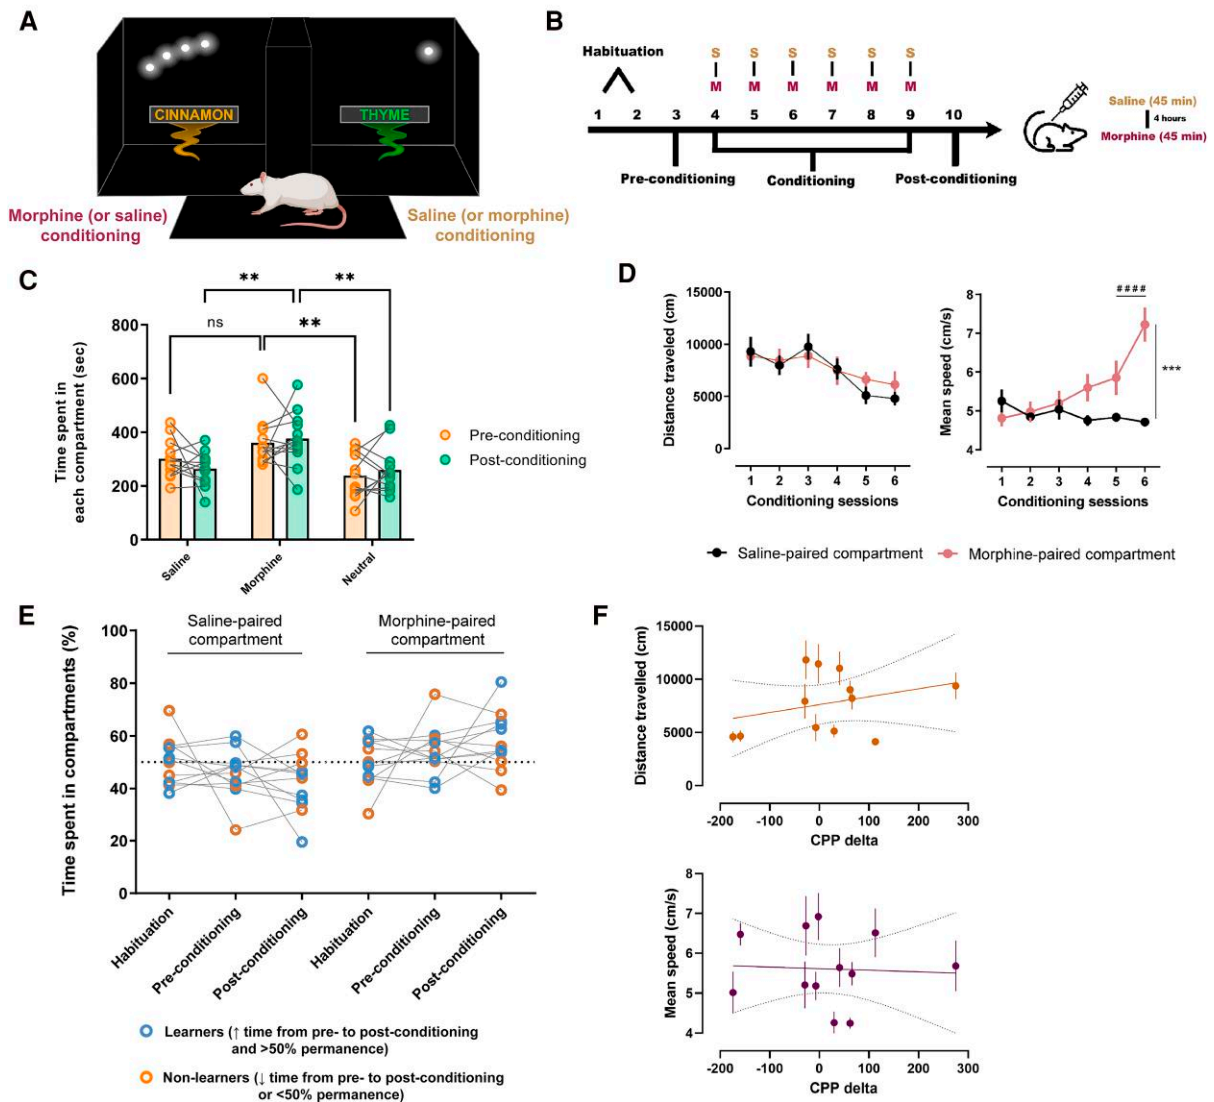 A
CINNAMON
THYME
Morphine (or saline)
conditioning
Saline (or morphine)
conditioning
B
Habituation
S S S S S S
M M M M M M
1 2 3 4 5 6 7 8 9 10
Pre-conditioning
Conditioning
Post-conditioning
Saline (45 min)
4 hours
Morphine (45 min)
C
** **
ns **
Time spent in
each compartment (sec)
800
600
400
200
0
Saline
Morphine
Neutral
Pre-conditioning
Post-conditioning
D
Distance traveled (cm)
15000
10000
5000
0
1 2 3 4 5 6
Conditioning sessions
Mean speed (cm/s)
8
7
6
5
4
####
***
1 2 3 4 5 6
Conditioning sessions
Saline-paired compartment
Morphine-paired compartment
E
Time spent in compartments (%)
100
80
60
40
20
0
Saline-paired
compartment
Morphine-paired
compartment
Habituation
Pre-conditioning
Post-conditioning
Habituation
Pre-conditioning
Post-conditioning
Learners (↑ time from pre- to post-conditioning
and >50% permanence)
Non-learners (↓ time from pre- to post-conditioning
or <50% permanence)
F
Distance travelled (cm)
15000
10000
5000
0
-200 -100 0 100 200 300
CPP delta
Mean speed (cm/s)
8
7
6
5
4
-200 -100 0 100 200 300
CPP delta